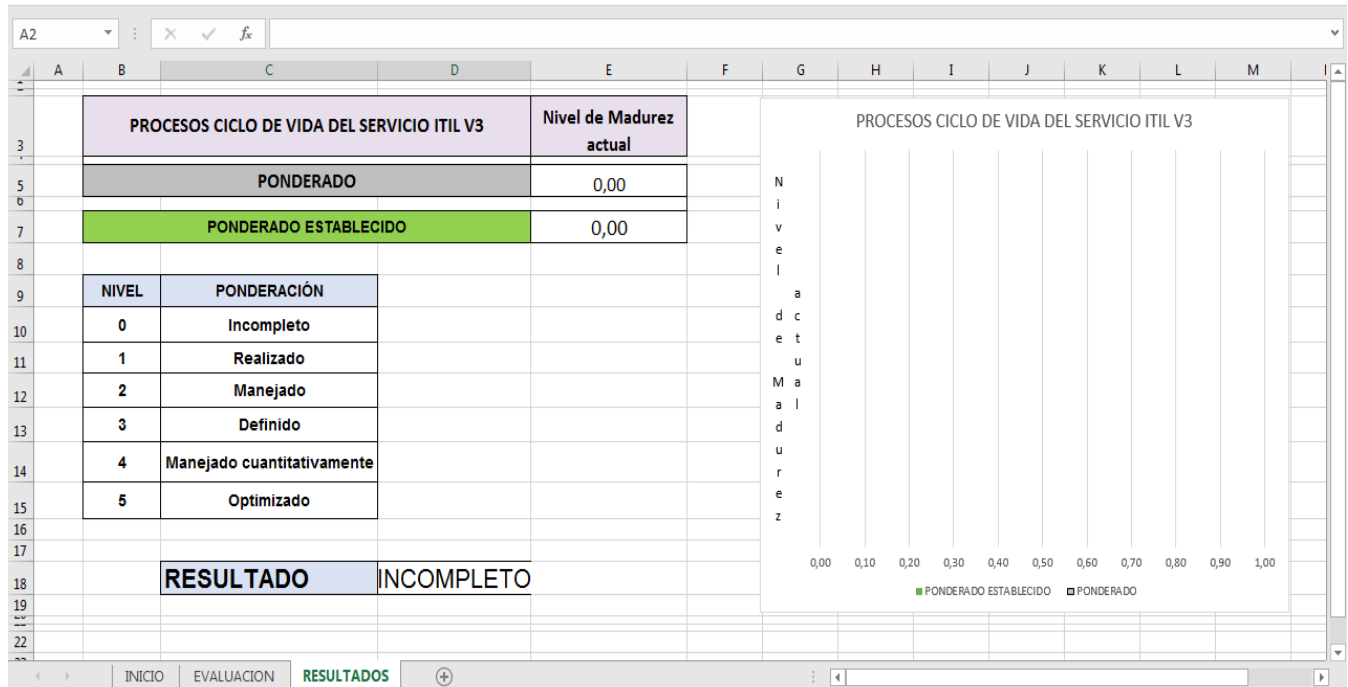 A2
fx
A B C D E F G H I J K L M
3
PROCESOS CICLO DE VIDA DEL SERVICIO ITIL V3
Nivel de Madurez
actual
5
PONDERADO
0,00
6
7
PONDERADO ESTABLECIDO
0,00
8
9
NIVEL PONDERACIÓN
10
0 Incompleto
11
1 Realizado
12
2 Manejado
13
3 Definido
14
4 Manejado cuantitativamente
15
5 Optimizado
16
17
18
RESULTADO INCOMPLETO
19
22
PROCESOS CICLO DE VIDA DEL SERVICIO ITIL V3
Nivel de Madurez
actual
0,00 0,10 0,20 0,30 0,40 0,50 0,60 0,70 0,80 0,90 1,00
PONDERADO ESTABLECIDO PONDERADO
INICIO EVALUACION RESULTADOS